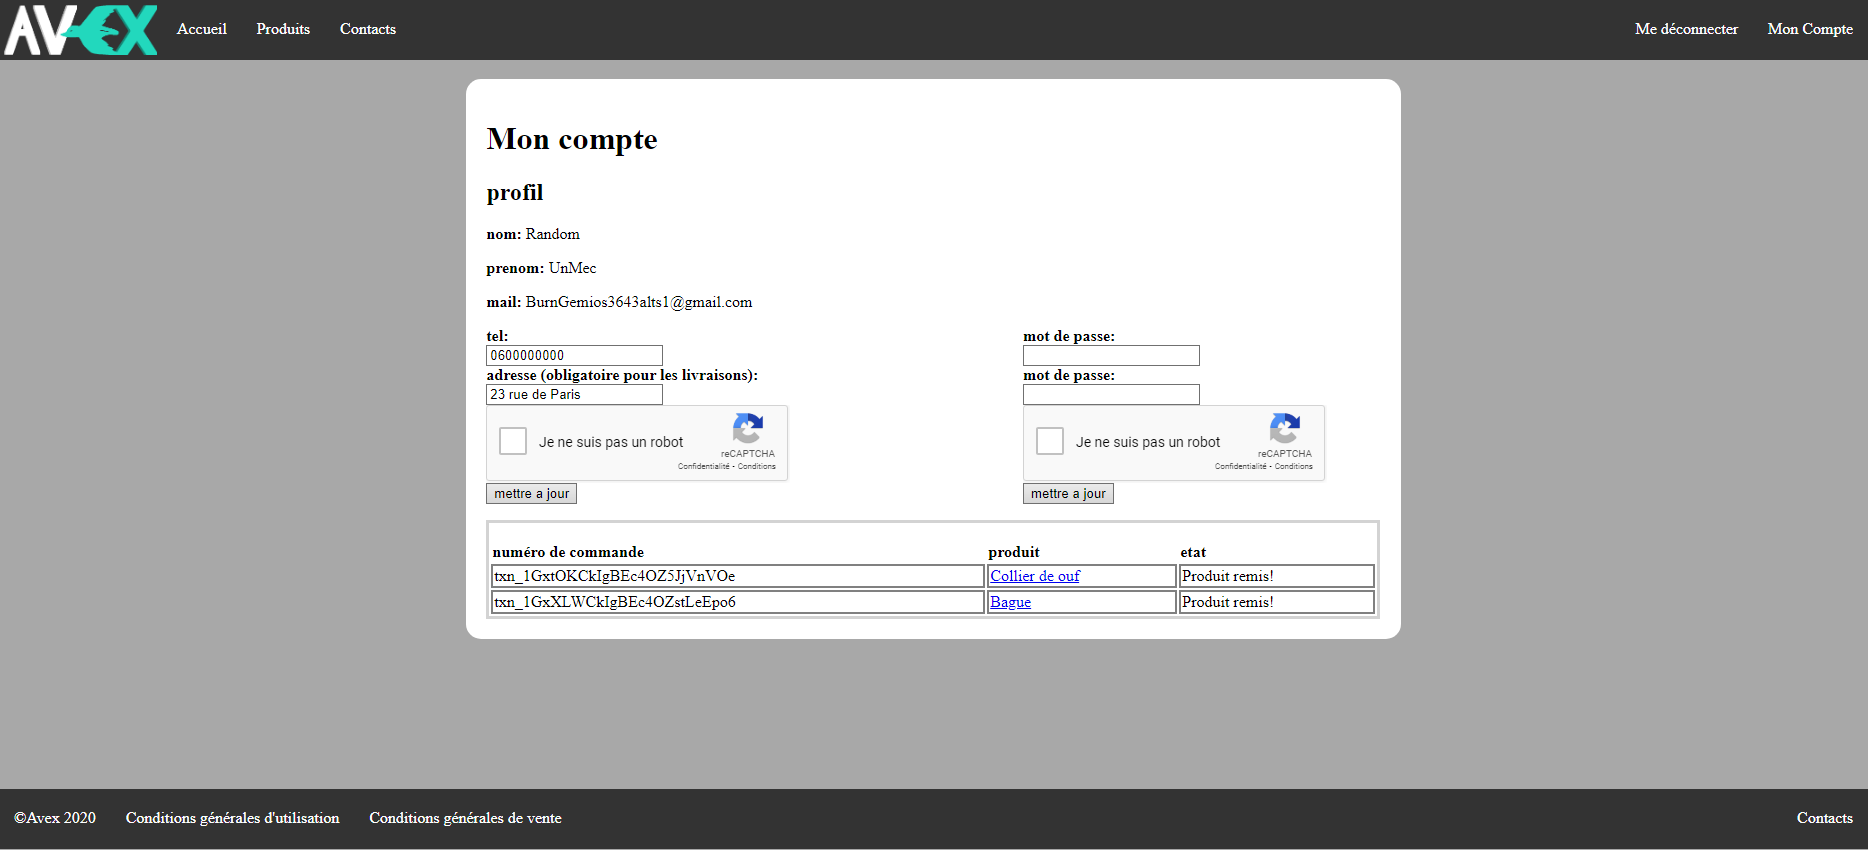 AVEX Accueil Produits Contacts Me déconnecter Mon Compte
Mon compte
profil
nom: Random
prenom: UnMec
mail: BurnGemios3643alts1@gmail.com
tel:
0600000000
adresse (obligatoire pour les livraisons):
23 rue de Paris
Je ne suis pas un robot
reCAPTCHA
Confidentialité - Conditions
mettre a jour
mot de passe:
mot de passe:
Je ne suis pas un robot
reCAPTCHA
Confidentialité - Conditions
mettre a jour
numéro de commande produit etat
txn_1GxtOKCkIgBEc4OZ5JjVnVOe Collier de ouf Produit remis!
txn_1GxXLWCkIgBEc4OZstLeEpo6 Bague Produit remis!
©Avex 2020 Conditions générales d'utilisation Conditions générales de vente Contacts